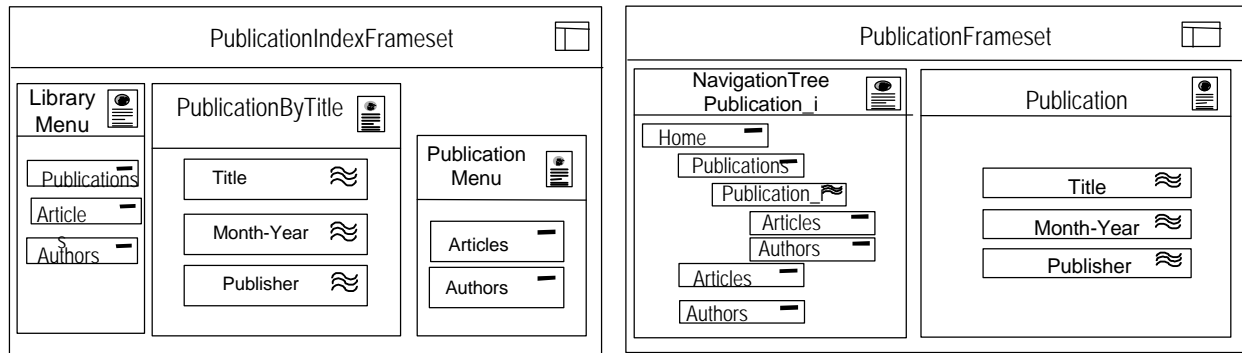 PublicationIndexFrameset
Library
Menu
Publications
Article
s
Authors
PublicationByTitle
Title
Month-Year
Publisher
Publication
Menu
Articles
Authors
PublicationFrameset
NavigationTree
Publication_i
Home
Publications
Publication_i
Articles
Authors
Articles
Authors
Publication
Title
Month-Year
Publisher